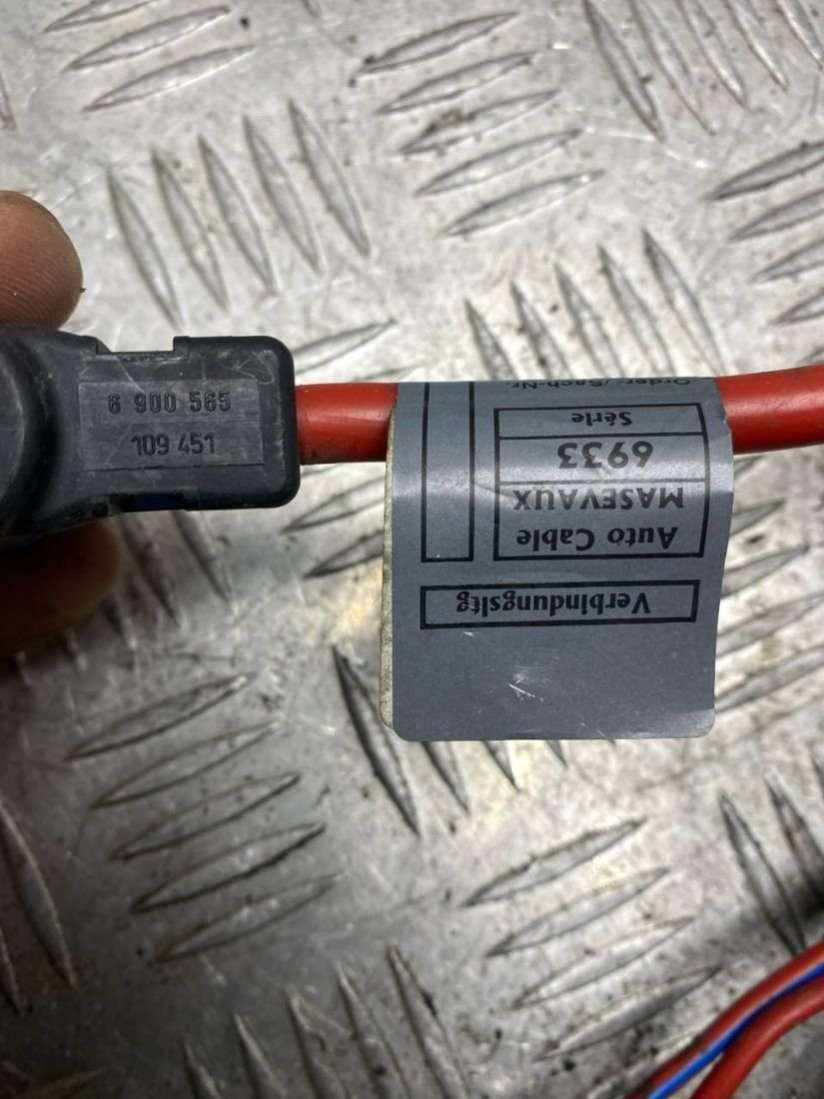 6 900 565
109 451
Verbindungsltg
Auto Cable
MASEVAUX
6933
Série
Order-/Sach-Nr.